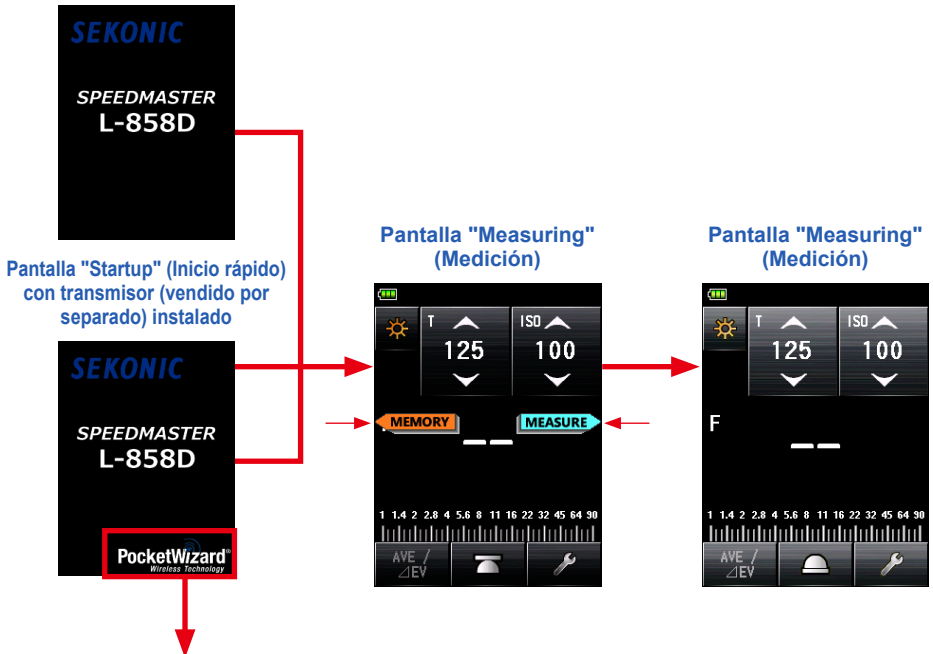 SEKONIC
SPEEDMASTER
L-858D
Pantalla "Startup" (Inicio rápido)
con transmisor (vendido por
separado) instalado
SEKONIC
SPEEDMASTER
L-858D
PocketWizard®
Wireless Technology
Pantalla "Measuring"
(Medición)
T
ISO
125
100
MEMORY
MEASURE
1 1.4 2 2.8 4 5.6 8 11 16 22 32 45 64 90
AVE /
⊿EV
Pantalla "Measuring"
(Medición)
T
ISO
125
100
F
1 1.4 2 2.8 4 5.6 8 11 16 22 32 45 64 90
AVE /
⊿EV